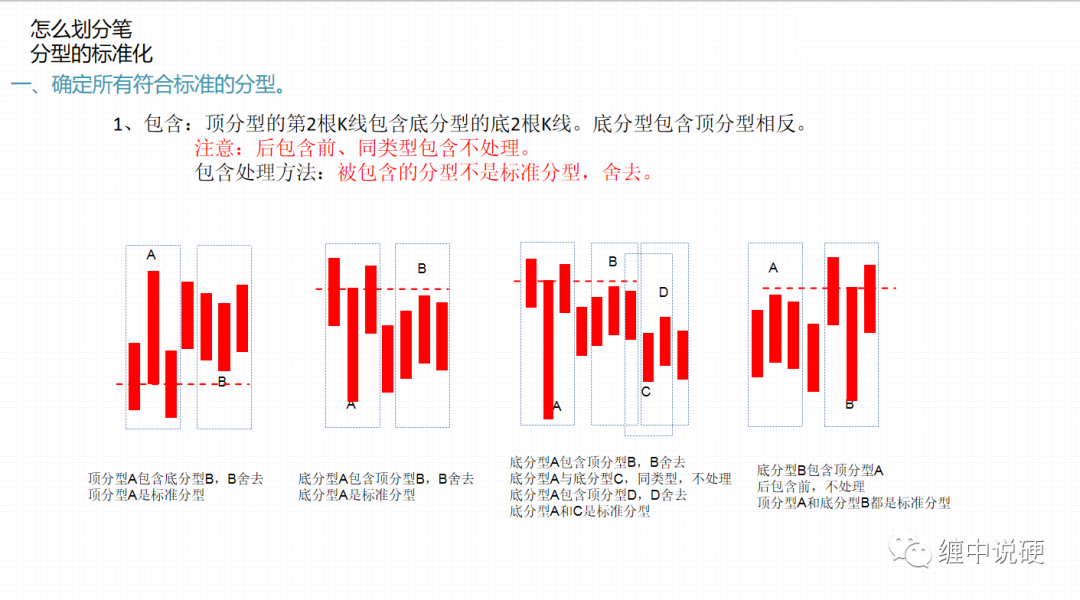 怎么划分笔
分型的标准化
一、确定所有符合标准的分型。
1、包含：顶分型的第2根K线包含底分型的底2根K线。底分型包含顶分型相反。
注意：后包含前、同类型包含不处理。
包含处理方法：被包含的分型不是标准分型，舍去。
A
B
B
A
B
D
C
A
A
B
顶分型A包含底分型B，B舍去
顶分型A是标准分型
底分型A包含顶分型B，B舍去
底分型A是标准分型
底分型A包含顶分型B，B舍去
底分型A与底分型C，同类型，不处理
底分型A包含顶分型D，D舍去
底分型A和C是标准分型
底分型B包含顶分型A
后包含前，不处理
顶分型A和底分型B都是标准分型
缠中说硬